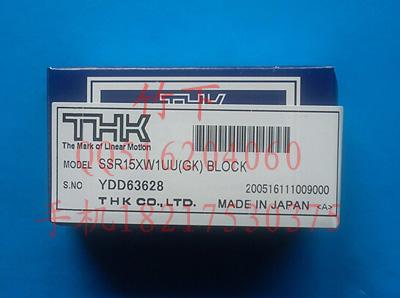 竹下
THK
The Mark of Linear Motion
QQ516204060
MODEL SSR15XW1UU(GK) BLOCK
S.NO YDD63628
200516111009000
手机18217530375
THK CO., LTD. MADE IN JAPAN <A>